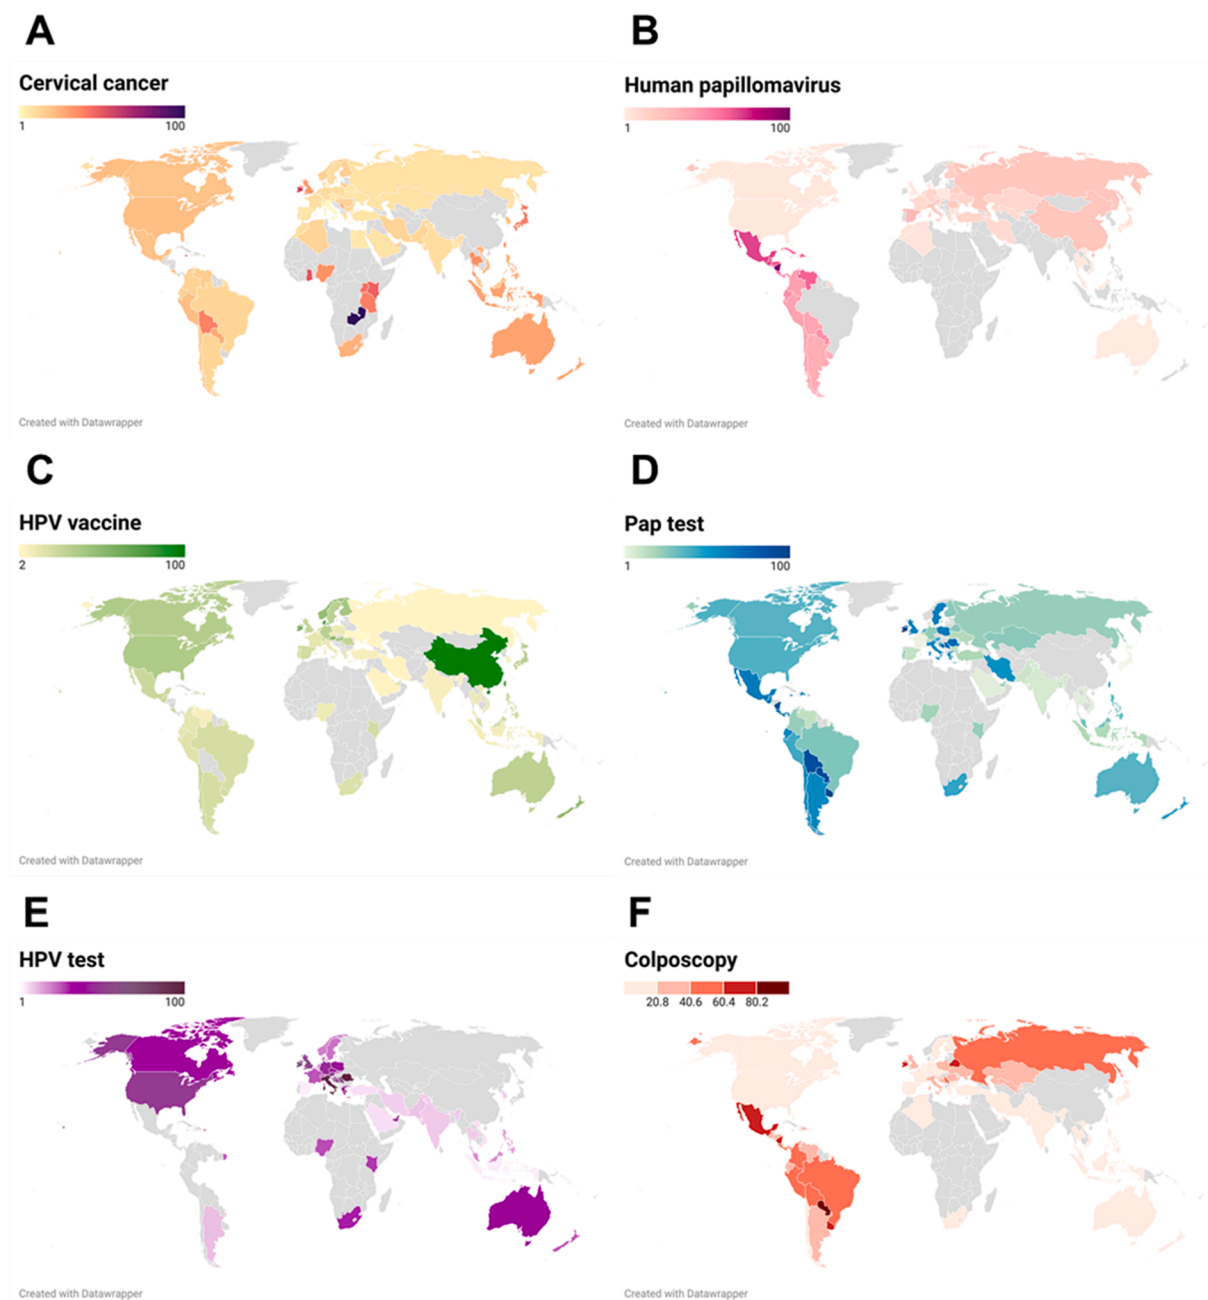 A
Cervical cancer
1 100
Created with Datawrapper
B
Human papillomavirus
1 100
Created with Datawrapper
C
HPV vaccine
2 100
Created with Datawrapper
D
Pap test
1 100
Created with Datawrapper
E
HPV test
1 100
Created with Datawrapper
F
Colposcopy
20.8 40.6 60.4 80.2
Created with Datawrapper